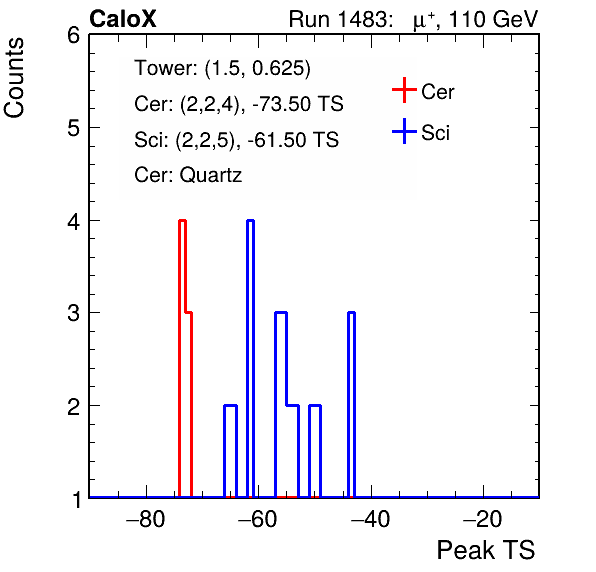 CaloX Run 1483: μ⁺, 110 GeV
Counts
6
5
4
3
2
1
Tower: (1.5, 0.625)
Cer: (2,2,4), -73.50 TS
Sci: (2,2,5), -61.50 TS
Cer: Quartz
Cer
Sci
−80 −60 −40 −20
Peak TS